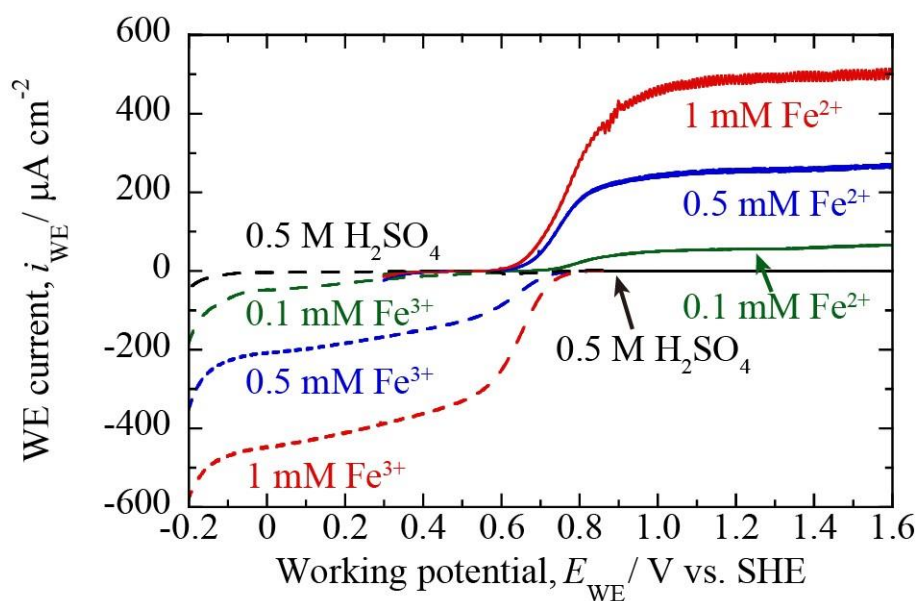 WE current, i_WE / μA cm⁻²
600
400
200
0
-200
-400
-600
1 mM Fe²⁺
0.5 mM Fe²⁺
0.5 M H₂SO₄
0.1 mM Fe³⁺
0.1 mM Fe²⁺
0.5 M H₂SO₄
0.5 mM Fe³⁺
1 mM Fe³⁺
-0.2 0 0.2 0.4 0.6 0.8 1.0 1.2 1.4 1.6
Working potential, E_WE / V vs. SHE